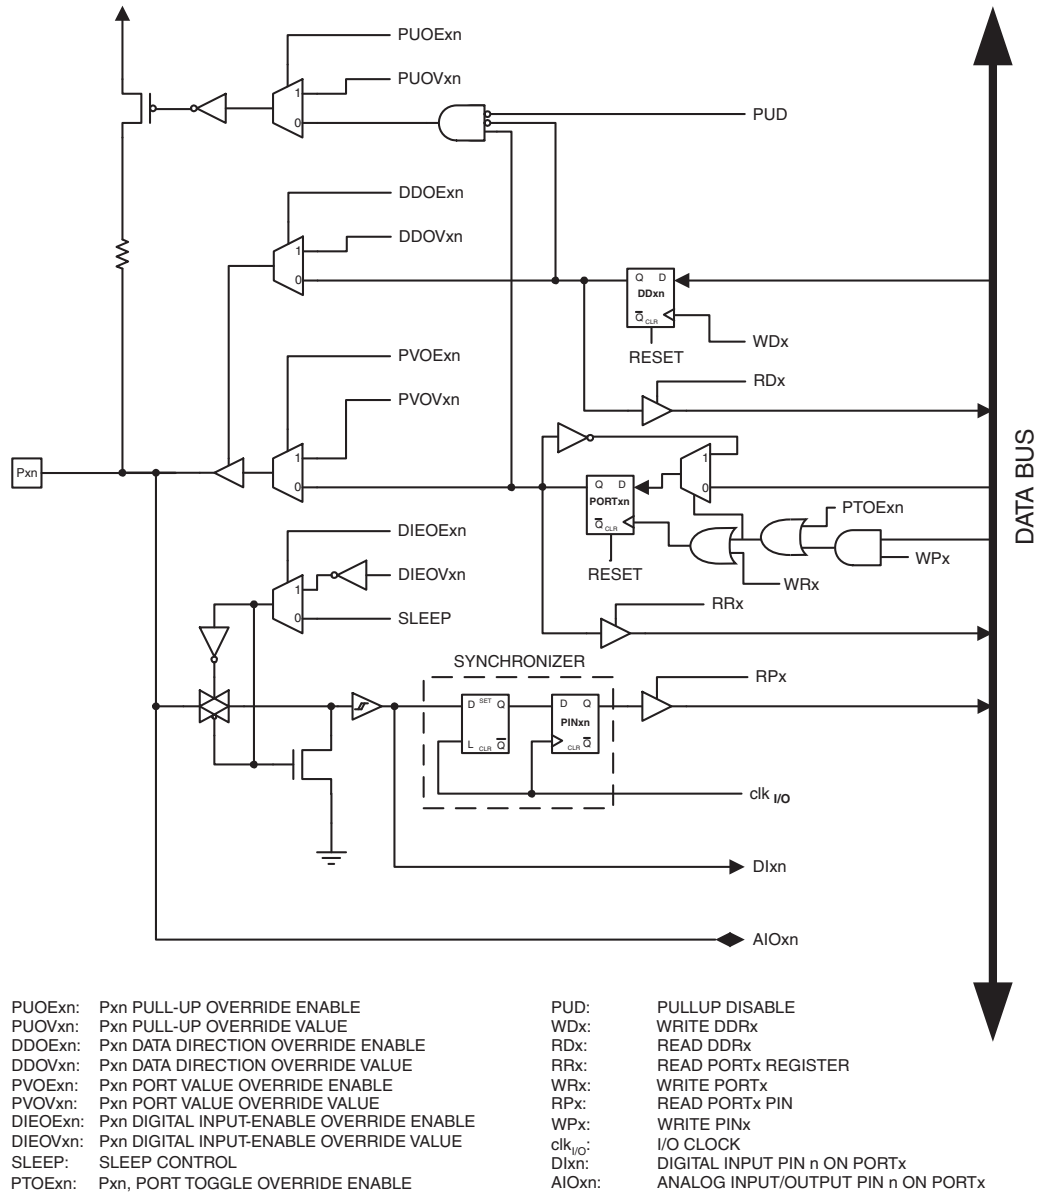 PUOExn
PUOVxn
1
0
PUD
DDOExn
DDOVxn
1
0
Q D
DDxn
Q CLR
WDx
RESET
PVOExn
RDx
PVOVxn
1
0
Pxn
1
0
Q D
PORTxn
Q CLR
PTOExn
WPx
RESET
WRx
DATA BUS
DIEOExn
DIEOVxn
1
0
SLEEP
RRx
SYNCHRONIZER
RPx
D SET Q
L CLR Q
D Q
PINxn
CLR Q
clk I/O
DIxn
AIOxn
PUOExn: Pxn PULL-UP OVERRIDE ENABLE
PUOVxn: Pxn PULL-UP OVERRIDE VALUE
DDOExn: Pxn DATA DIRECTION OVERRIDE ENABLE
DDOVxn: Pxn DATA DIRECTION OVERRIDE VALUE
PVOExn: Pxn PORT VALUE OVERRIDE ENABLE
PVOVxn: Pxn PORT VALUE OVERRIDE VALUE
DIEOExn: Pxn DIGITAL INPUT-ENABLE OVERRIDE ENABLE
DIEOVxn: Pxn DIGITAL INPUT-ENABLE OVERRIDE VALUE
SLEEP: SLEEP CONTROL
PTOExn: Pxn, PORT TOGGLE OVERRIDE ENABLE
PUD: PULLUP DISABLE
WDx: WRITE DDRx
RDx: READ DDRx
RRx: READ PORTx REGISTER
WRx: WRITE PORTx
RPx: READ PORTx PIN
WPx: WRITE PINx
clkI/O: I/O CLOCK
DIxn: DIGITAL INPUT PIN n ON PORTx
AIOxn: ANALOG INPUT/OUTPUT PIN n ON PORTx